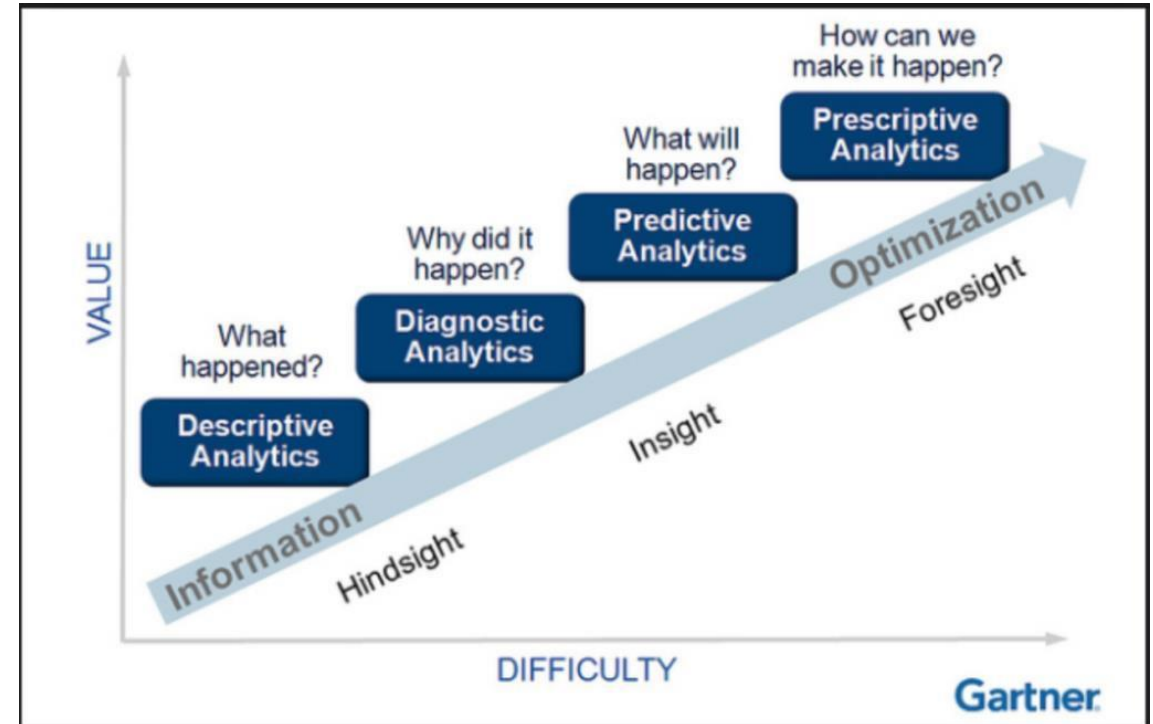 How can we
make it happen?
Prescriptive
Analytics
What will
happen?
Predictive
Analytics
Why did it
happen?
Diagnostic
Analytics
What
happened?
Descriptive
Analytics
VALUE
Information
Optimization
Hindsight
Insight
Foresight
DIFFICULTY
Gartner